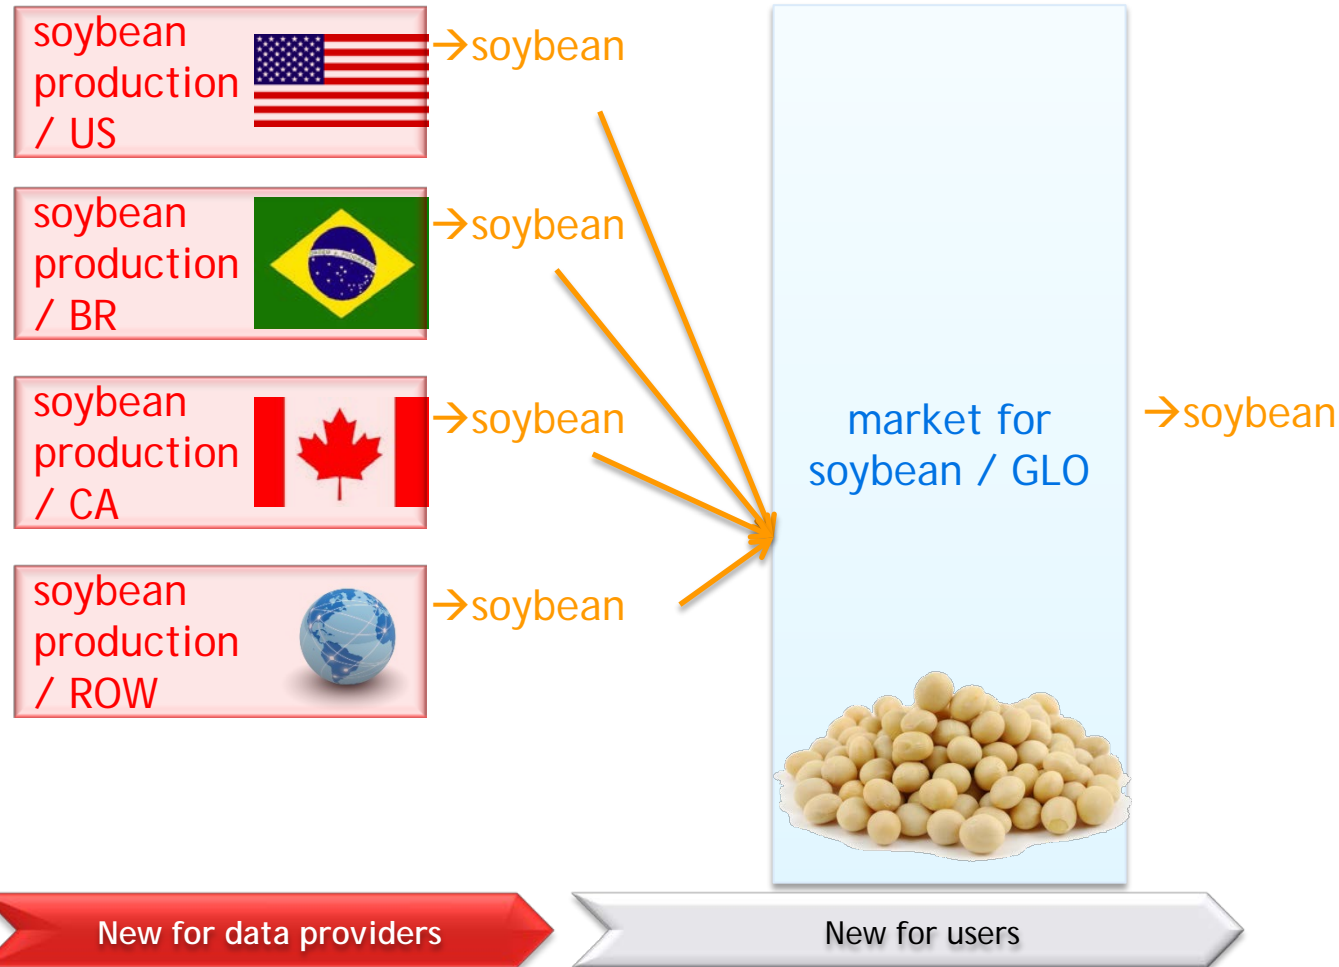 soybean
production
/ US
→soybean
soybean
production
/ BR
→soybean
soybean
production
/ CA
→soybean
soybean
production
/ ROW
→soybean
market for
soybean / GLO
→soybean
New for data providers
New for users